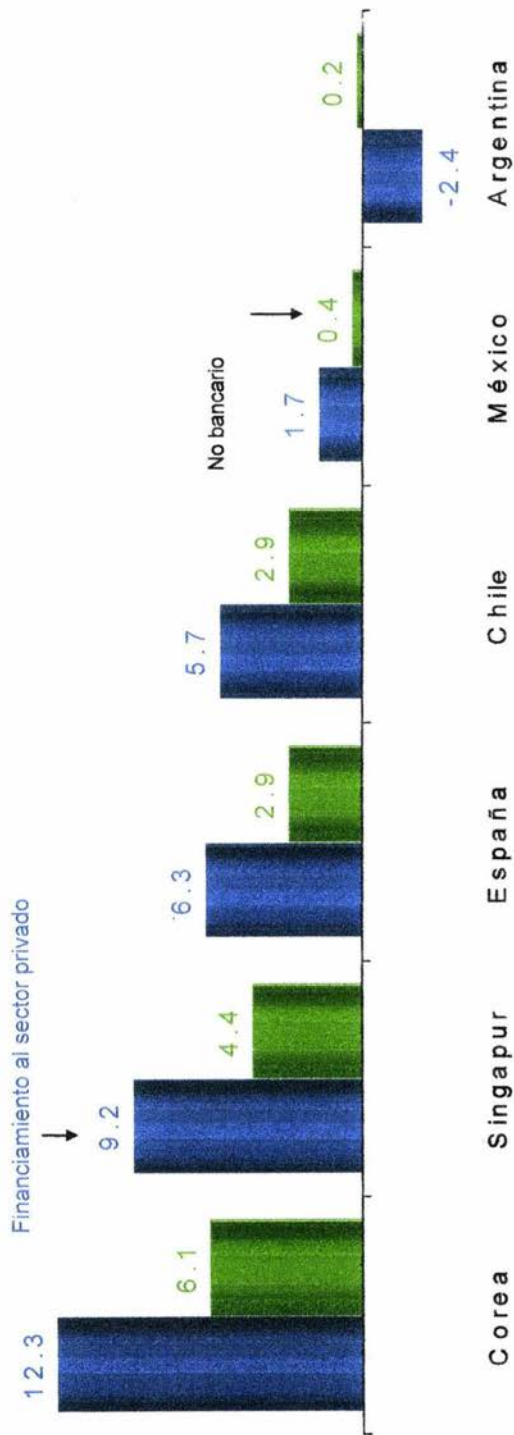 Financiamiento al sector privado
No bancario
12.3
6.1
9.2
4.4
6.3
2.9
5.7
2.9
1.7
0.4
-2.4
0.2
Corea
Singapur
España
Chile
México
Argentina